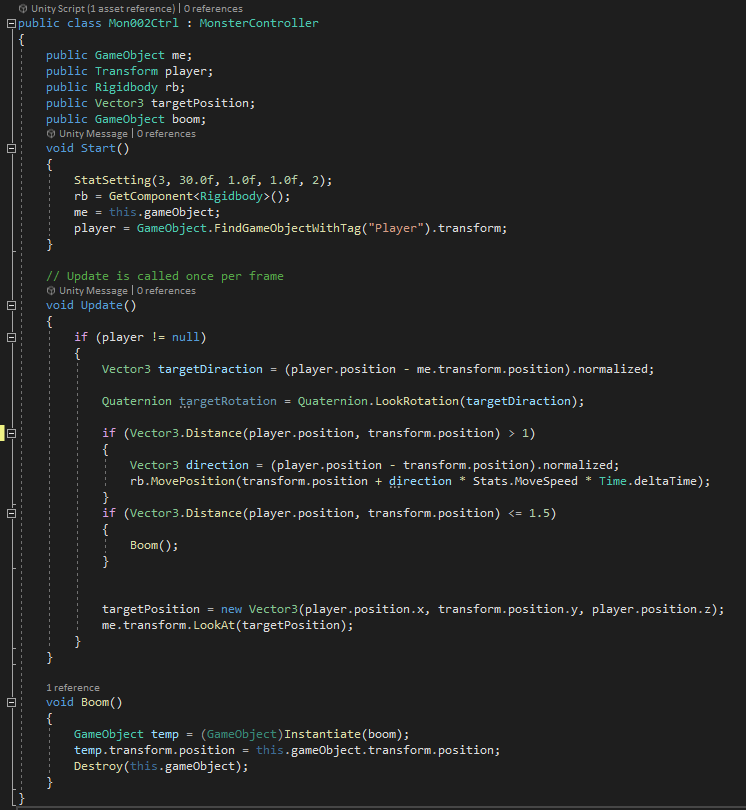 Unity Script (1 asset reference) | 0 references
public class Mon002Ctrl : MonsterController
{
public GameObject me;
public Transform player;
public Rigidbody rb;
public Vector3 targetPosition;
public GameObject boom;
Unity Message | 0 references
void Start()
{
StatSetting(3, 30.0f, 1.0f, 1.0f, 2);
rb = GetComponent<Rigidbody>();
me = this.gameObject;
player = GameObject.FindGameObjectWithTag("Player").transform;
}
// Update is called once per frame
Unity Message | 0 references
void Update()
{
if (player != null)
{
Vector3 targetDiraction = (player.position - me.transform.position).normalized;
Quaternion targetRotation = Quaternion.LookRotation(targetDiraction);
if (Vector3.Distance(player.position, transform.position) > 1)
{
Vector3 direction = (player.position - transform.position).normalized;
rb.MovePosition(transform.position + direction * Stats.MoveSpeed * Time.deltaTime);
}
if (Vector3.Distance(player.position, transform.position) <= 1.5)
{
Boom();
}
targetPosition = new Vector3(player.position.x, transform.position.y, player.position.z);
me.transform.LookAt(targetPosition);
}
}
1 reference
void Boom()
{
GameObject temp = (GameObject)Instantiate(boom);
temp.transform.position = this.gameObject.transform.position;
Destroy(this.gameObject);
}
}